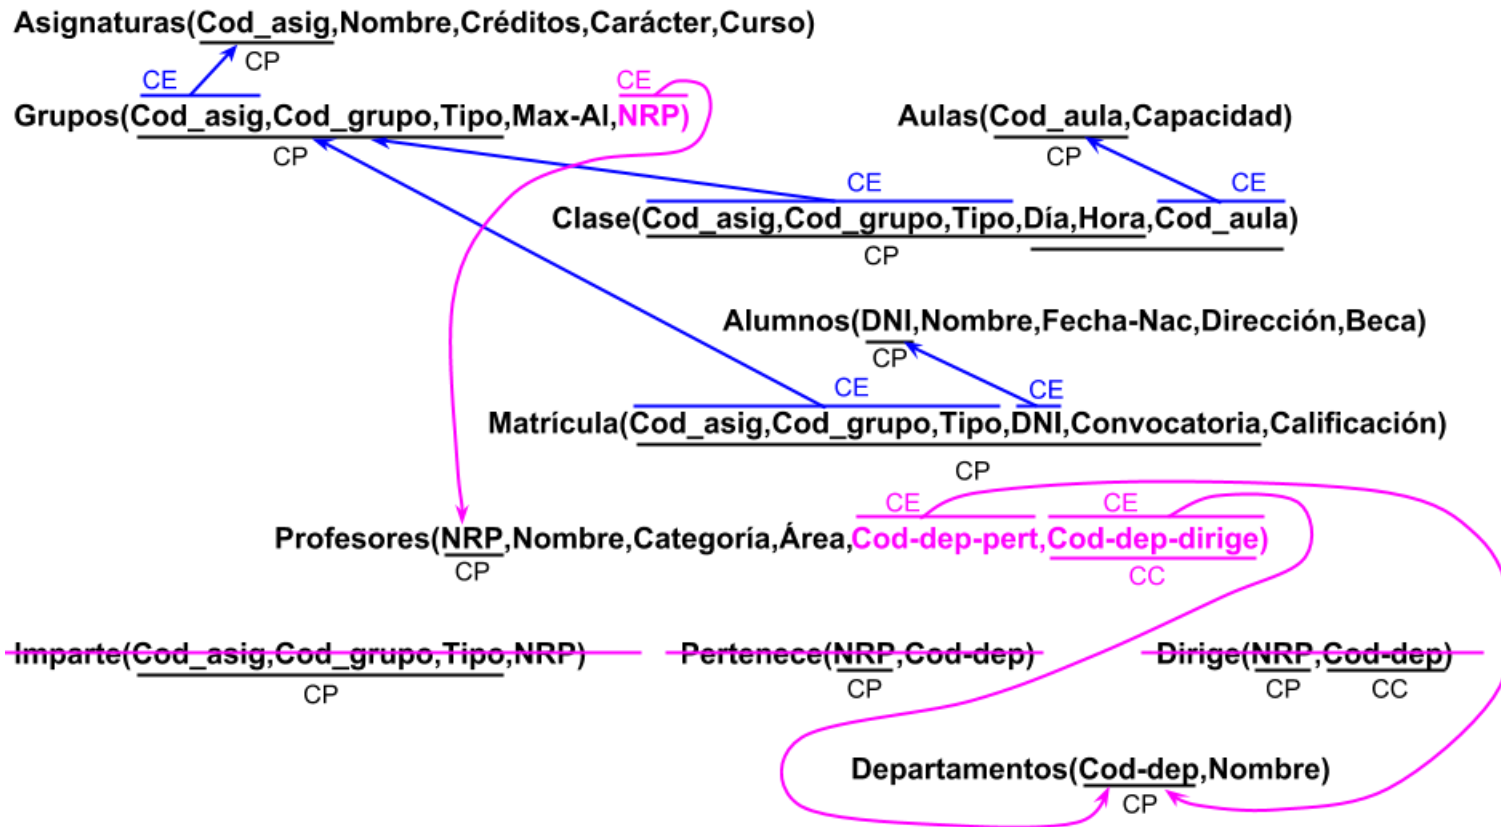 Asignaturas(Cod_asig,Nombre,Créditos,Carácter,Curso)
CP
CE CE
Grupos(Cod_asig,Cod_grupo,Tipo,Max-Al,NRP) Aulas(Cod_aula,Capacidad)
CP CP
CE CE
Clase(Cod_asig,Cod_grupo,Tipo,Día,Hora,Cod_aula)
CP
Alumnos(DNI,Nombre,Fecha-Nac,Dirección,Beca)
CP
CE CE
Matrícula(Cod_asig,Cod_grupo,Tipo,DNI,Convocatoria,Calificación)
CP
CE CE
Profesores(NRP,Nombre,Categoría,Área,Cod-dep-pert,Cod-dep-dirige)
CP CC
Imparte(Cod_asig,Cod_grupo,Tipo,NRP) Pertenece(NRP,Cod-dep) Dirige(NRP,Cod-dep)
CP CP CP CC
Departamentos(Cod-dep,Nombre)
CP